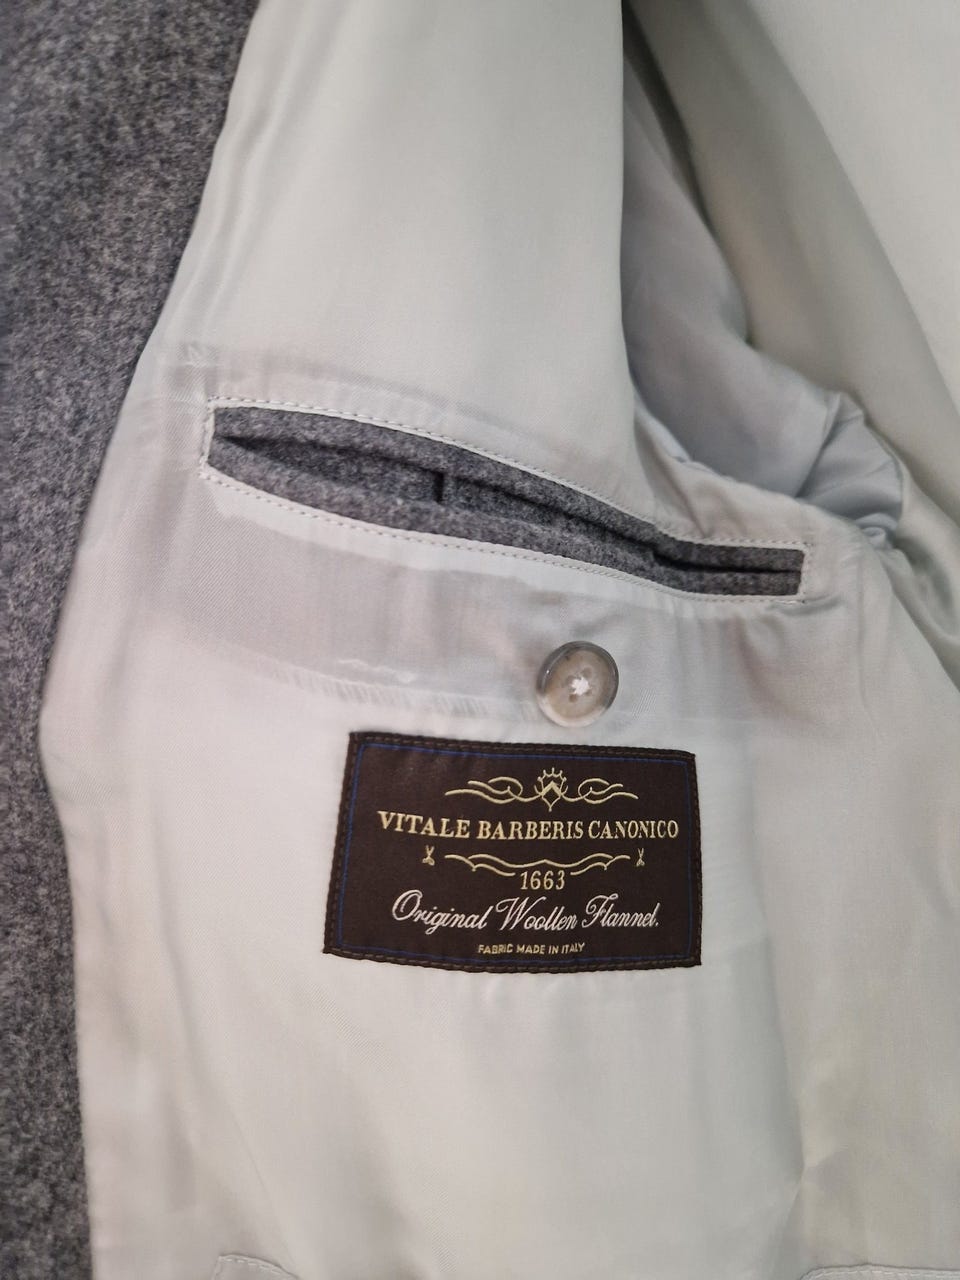 VITALE BARBERIS CANONICO
1663
Original Woollen Flannel.
FABRIC MADE IN ITALY